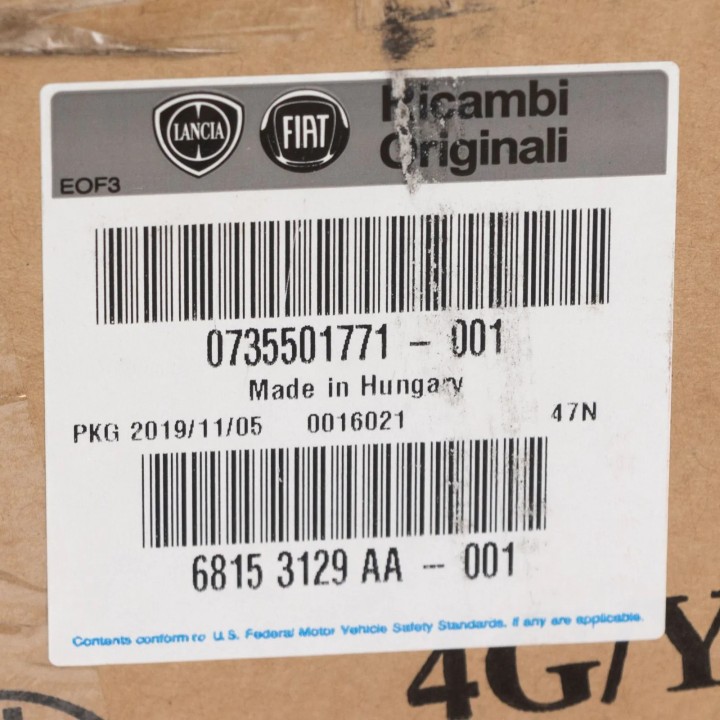 LANCIA
FIAT
Ricambi
Originali
EOF3
0735501771 - 001
Made in Hungary
PKG 2019/11/05 0016021 47N
6815 3129 AA -- 001
Contents conform to U.S. Federal Motor Vehicle Safety Standards, if any are applicable.
4G/Y